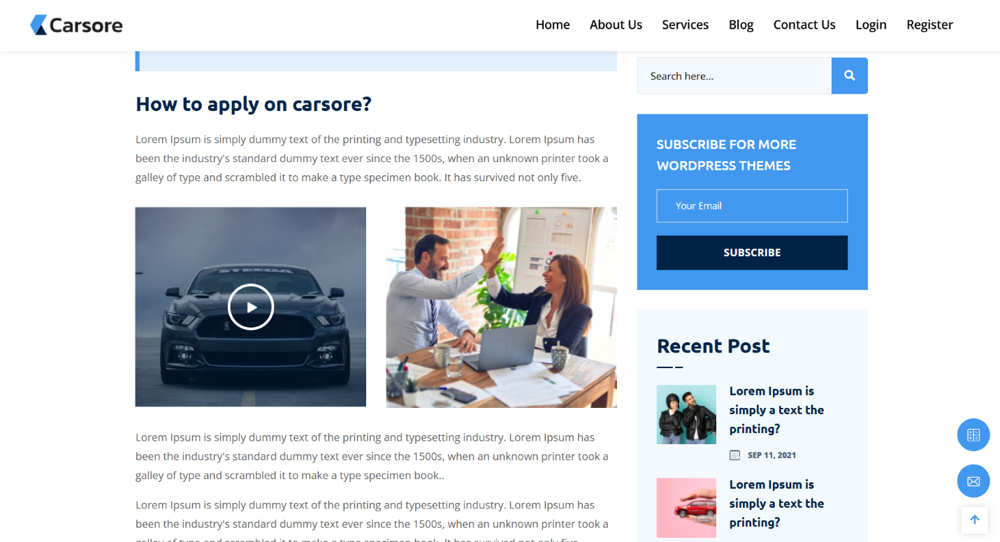 Carsore
Home About Us Services Blog Contact Us Login Register
How to apply on carsore?
Lorem Ipsum is simply dummy text of the printing and typesetting industry. Lorem Ipsum has
been the industry's standard dummy text ever since the 1500s, when an unknown printer took a
galley of type and scrambled it to make a type specimen book. It has survived not only five.
STEEDA
Lorem Ipsum is simply dummy text of the printing and typesetting industry. Lorem Ipsum has
been the industry's standard dummy text ever since the 1500s, when an unknown printer took a
galley of type and scrambled it to make a type specimen book..
Lorem Ipsum is simply dummy text of the printing and typesetting industry. Lorem Ipsum has
been the industry's standard dummy text ever since the 1500s, when an unknown printer took a
galley of type and scrambled it to make a type specimen book. It has survived not only five.
Search here...
SUBSCRIBE FOR MORE
WORDPRESS THEMES
Your Email
SUBSCRIBE
Recent Post
Lorem Ipsum is
simply a text the
printing?
SEP 11, 2021
Lorem Ipsum is
simply a text the
printing?